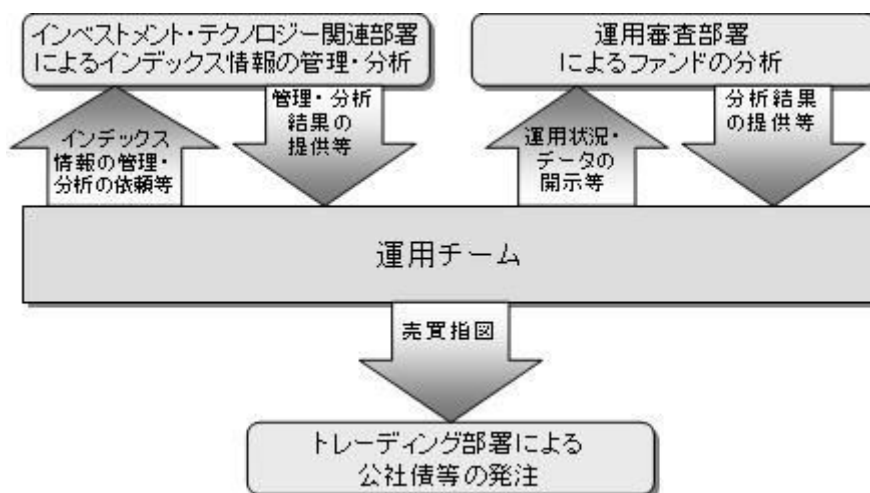 インベストメント・テクノロジー関連部署
によるインデックス情報の管理・分析
運用審査部署
によるファンドの分析
インデックス
情報の管理・
分析の依頼等
管理・分析
結果の
提供等
運用状況・
データの
開示等
分析結果
の提供等
運用チーム
売買指図
トレーディング部署による
公社債等の発注